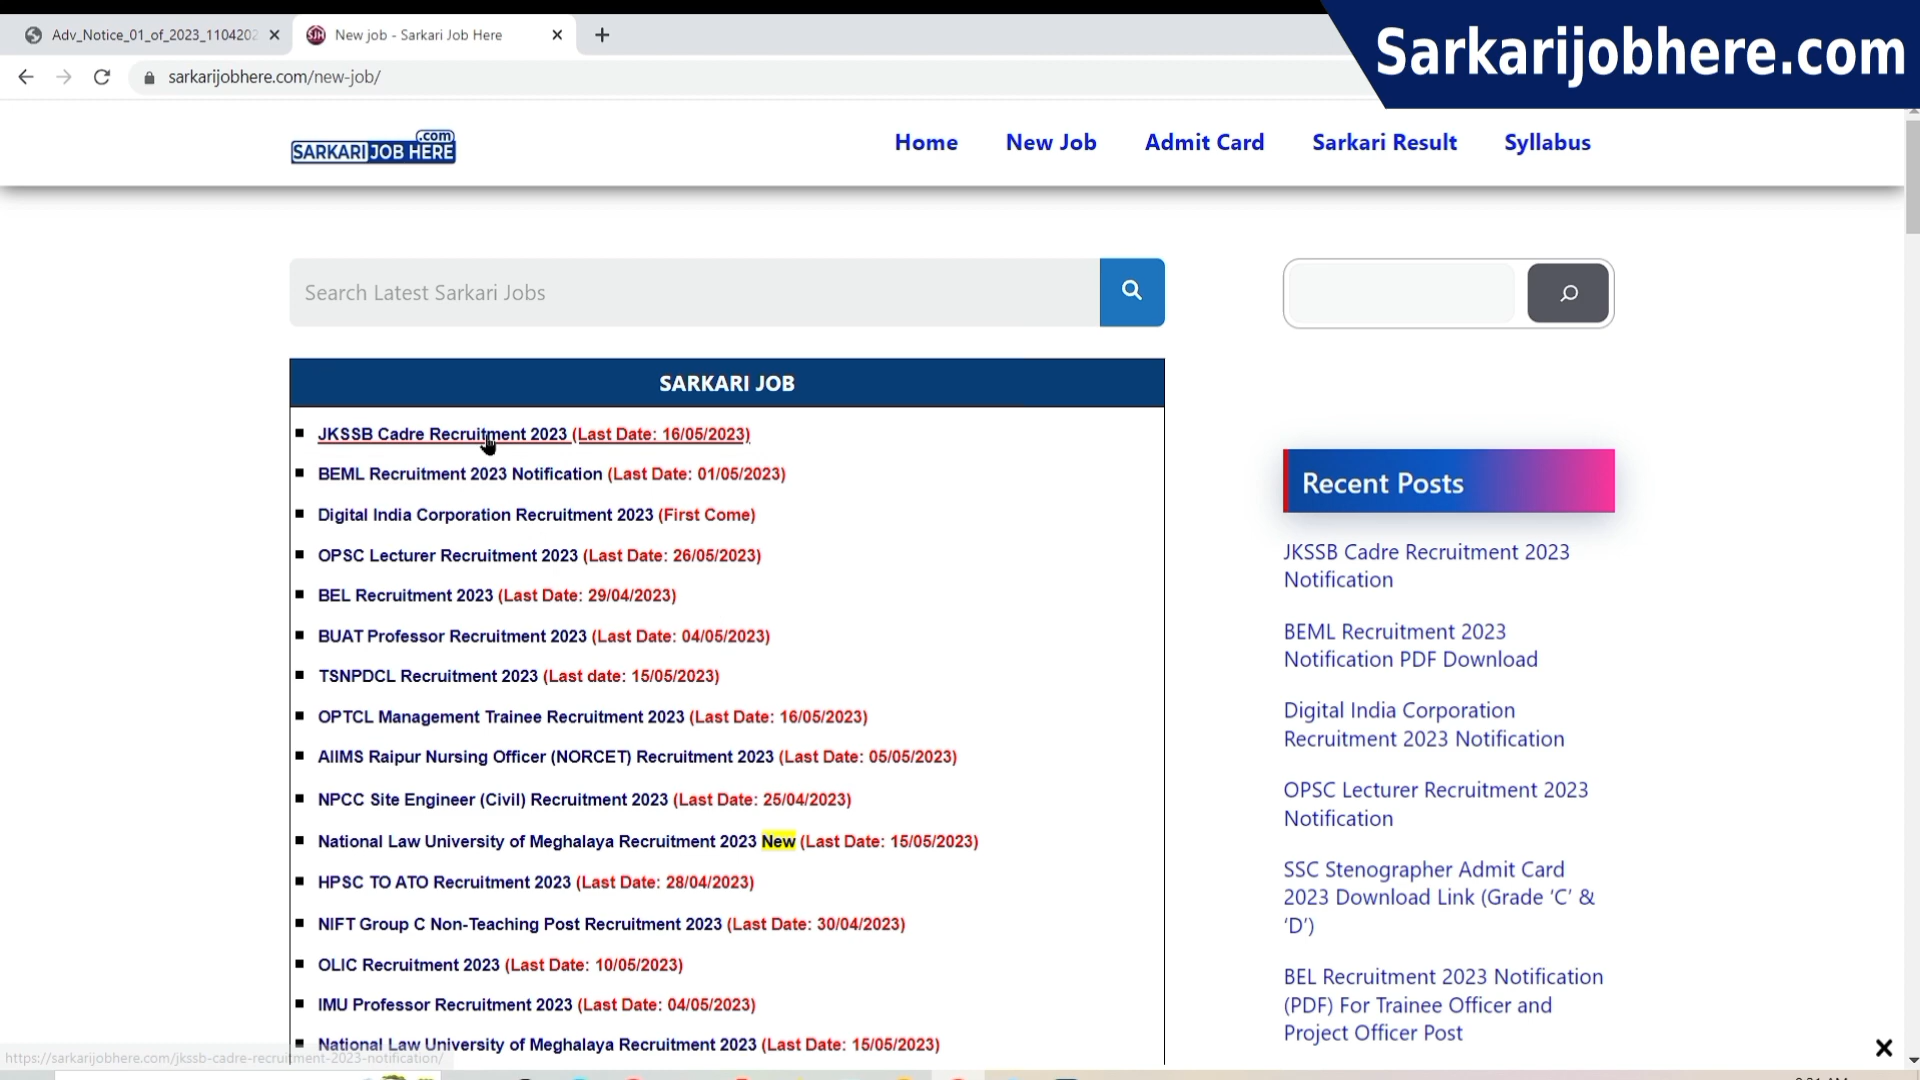 Adv_Notice_01_of_2023_1104202
New job - Sarkari Job Here
Sarkarijobhere.com
sarkarijobhere.com/new-job/
.com
SARKARI JOB HERE
Home
New Job
Admit Card
Sarkari Result
Syllabus
Search Latest Sarkari Jobs
SARKARI JOB
JKSSB Cadre Recruitment 2023 (Last Date: 16/05/2023)
BEML Recruitment 2023 Notification (Last Date: 01/05/2023)
Digital India Corporation Recruitment 2023 (First Come)
OPSC Lecturer Recruitment 2023 (Last Date: 26/05/2023)
BEL Recruitment 2023 (Last Date: 29/04/2023)
BUAT Professor Recruitment 2023 (Last Date: 04/05/2023)
TSNPDCL Recruitment 2023 (Last date: 15/05/2023)
OPTCL Management Trainee Recruitment 2023 (Last Date: 16/05/2023)
AIIMS Raipur Nursing Officer (NORCET) Recruitment 2023 (Last Date: 05/05/2023)
NPCC Site Engineer (Civil) Recruitment 2023 (Last Date: 25/04/2023)
National Law University of Meghalaya Recruitment 2023 New (Last Date: 15/05/2023)
HPSC TO ATO Recruitment 2023 (Last Date: 28/04/2023)
NIFT Group C Non-Teaching Post Recruitment 2023 (Last Date: 30/04/2023)
OLIC Recruitment 2023 (Last Date: 10/05/2023)
IMU Professor Recruitment 2023 (Last Date: 04/05/2023)
National Law University of Meghalaya Recruitment 2023 (Last Date: 15/05/2023)
Recent Posts
JKSSB Cadre Recruitment 2023
Notification
BEML Recruitment 2023
Notification PDF Download
Digital India Corporation
Recruitment 2023 Notification
OPSC Lecturer Recruitment 2023
Notification
SSC Stenographer Admit Card
2023 Download Link (Grade ‘C’ &
‘D’)
BEL Recruitment 2023 Notification
(PDF) For Trainee Officer and
Project Officer Post
https://sarkarijobhere.com/jkssb-cadre-recruitment-2023-notification/